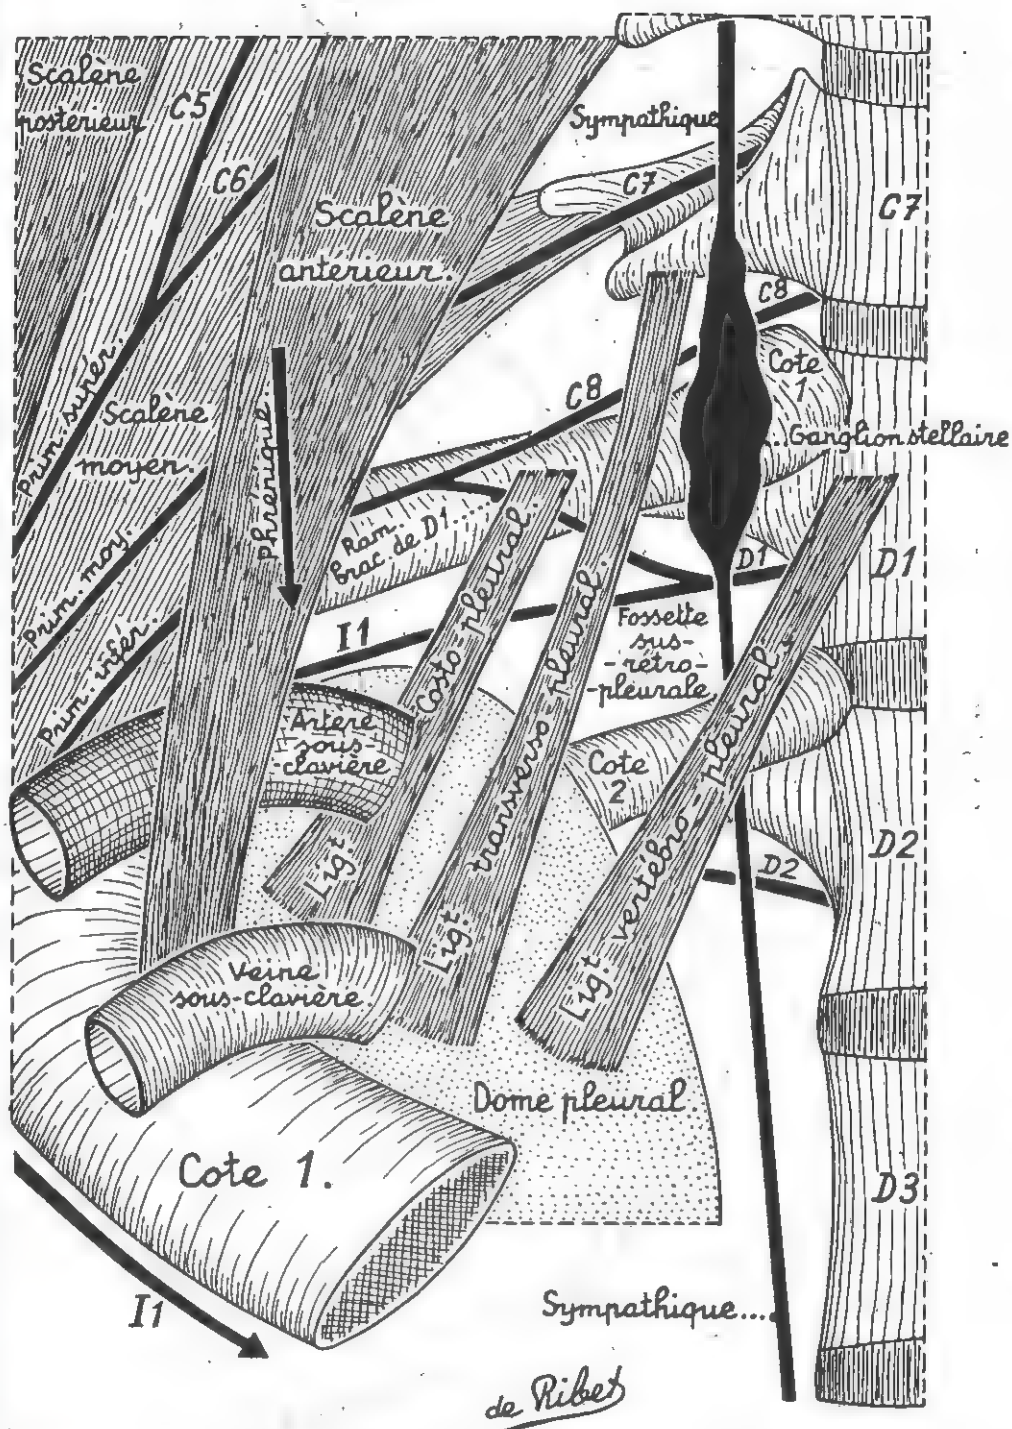 Scalène
postérieur
C5
C6
Sympathique
C7
C7
Scalène
antérieur.
C8
Cote
1
C8
Prim. supér.
Scalène
moyen.
Phrénique.
Ganglion stellaire
Ram.
brac de D1.
D1
D1
Prim. moy.
Prim. infér.
I1
Fossette
sus-
-rétro-
-pleurale
Artère
sous-
clavière
Cote
2
Ligt costo-pleural.
Ligt transverso pleural.
Ligt vertébro pleural.
D2
D2
Veine
sous-clavière.
Dome pleural.
Cote 1.
D3
I1
Sympathique....
de Ribet